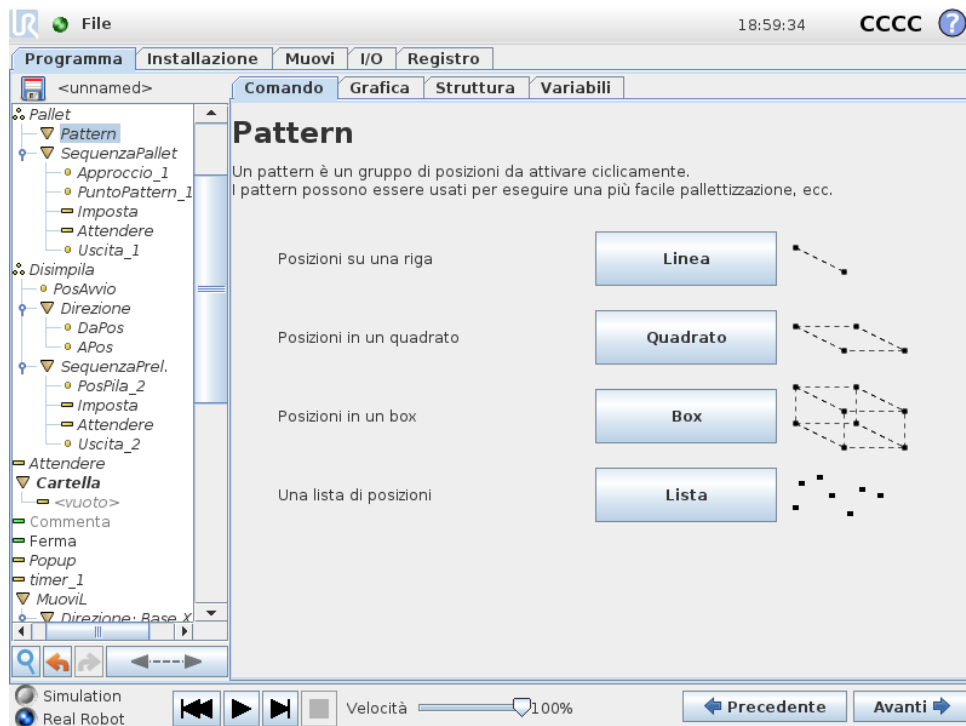 UR File 18:59:34 CCCC ?
Programma Installazione Muovi I/O Registro
<unnamed>
Comando Grafica Struttura Variabili
Pallet
Pattern
SequenzaPallet
Approccio_1
PuntoPattern_1
Imposta
Attendere
Uscita_1
Disimpila
PosAvvio
Direzione
DaPos
APos
SequenzaPrel.
PosPila_2
Imposta
Attendere
Uscita_2
Attendere
Cartella
<vuoto>
Commenta
Ferma
Popup
timer_1
MuoviL
Direzione: Base X
Pattern
Un pattern è un gruppo di posizioni da attivare ciclicamente.
I pattern possono essere usati per eseguire una più facile pallettizzazione, ecc.
Posizioni su una riga Linea
Posizioni in un quadrato Quadrato
Posizioni in un box Box
Una lista di posizioni Lista
Simulation
Real Robot
Velocità 100%
Precedente Avanti